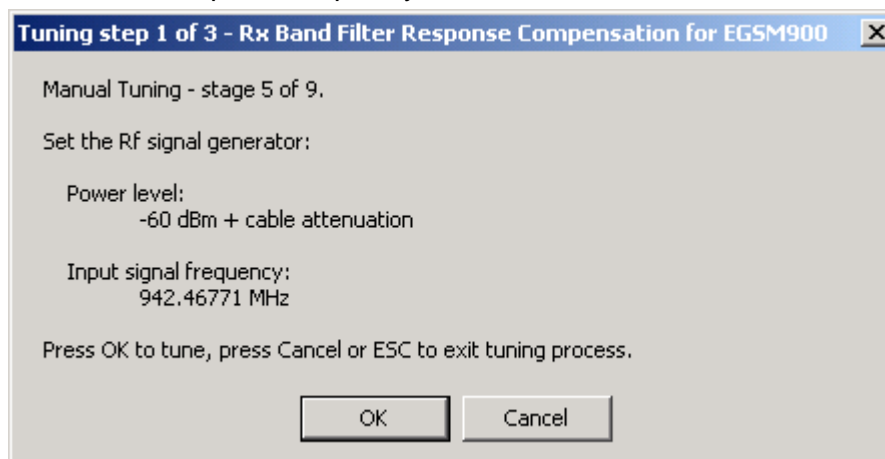 Tuning step 1 of 3 - Rx Band Filter Response Compensation for EGSM900
Manual Tuning - stage 5 of 9.
Set the Rf signal generator:
Power level:
-60 dBm + cable attenuation
Input signal frequency:
942.46771 MHz
Press OK to tune, press Cancel or ESC to exit tuning process.
OK Cancel